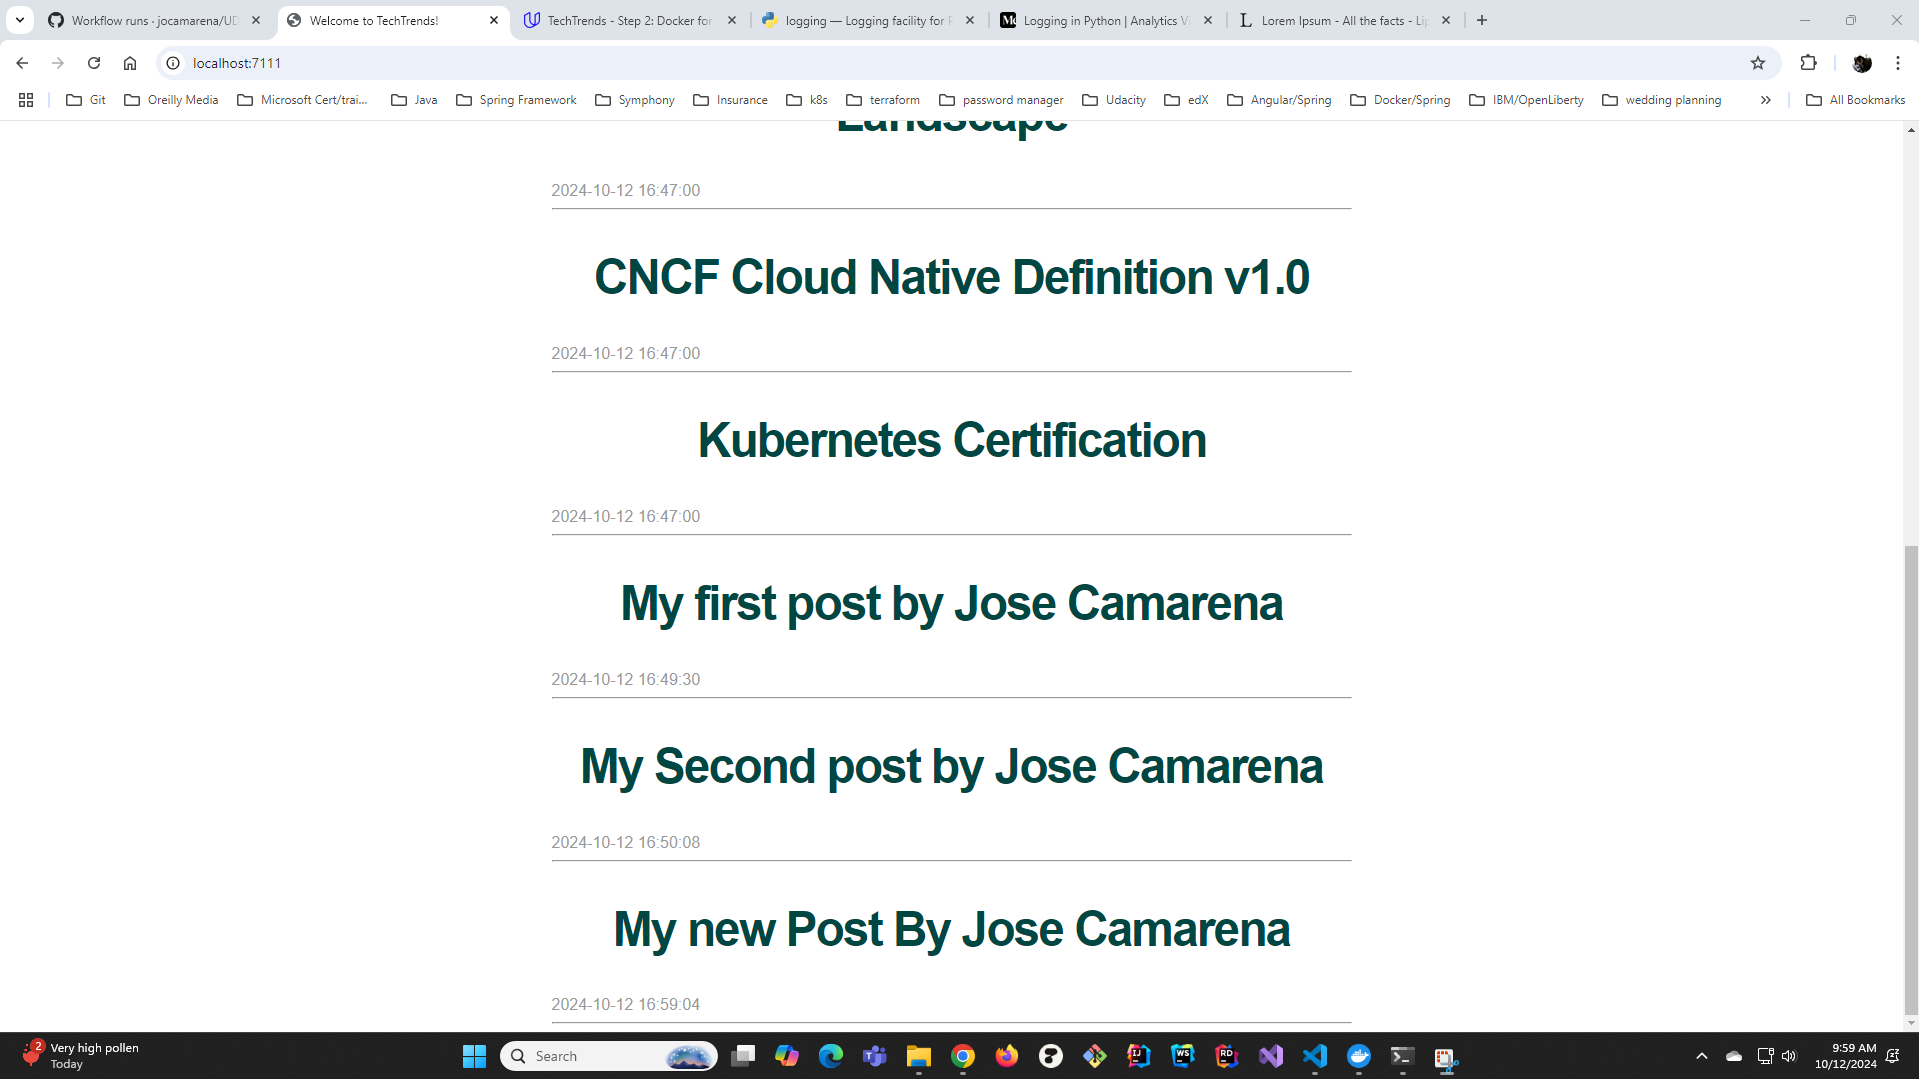 Workflow runs · jocamarena/UD
Welcome to TechTrends!
TechTrends - Step 2: Docker for
logging — Logging facility for P
Logging in Python | Analytics V
Lorem Ipsum - All the facts - Lip
localhost:7111
Git
Oreilly Media
Microsoft Cert/trai...
Java
Spring Framework
Symphony
Insurance
k8s
terraform
password manager
Udacity
edX
Angular/Spring
Docker/Spring
IBM/OpenLiberty
wedding planning
All Bookmarks
Landscape
2024-10-12 16:47:00
CNCF Cloud Native Definition v1.0
2024-10-12 16:47:00
Kubernetes Certification
2024-10-12 16:47:00
My first post by Jose Camarena
2024-10-12 16:49:30
My Second post by Jose Camarena
2024-10-12 16:50:08
My new Post By Jose Camarena
2024-10-12 16:59:04
2
Very high pollen
Today
Search
9:59 AM
10/12/2024